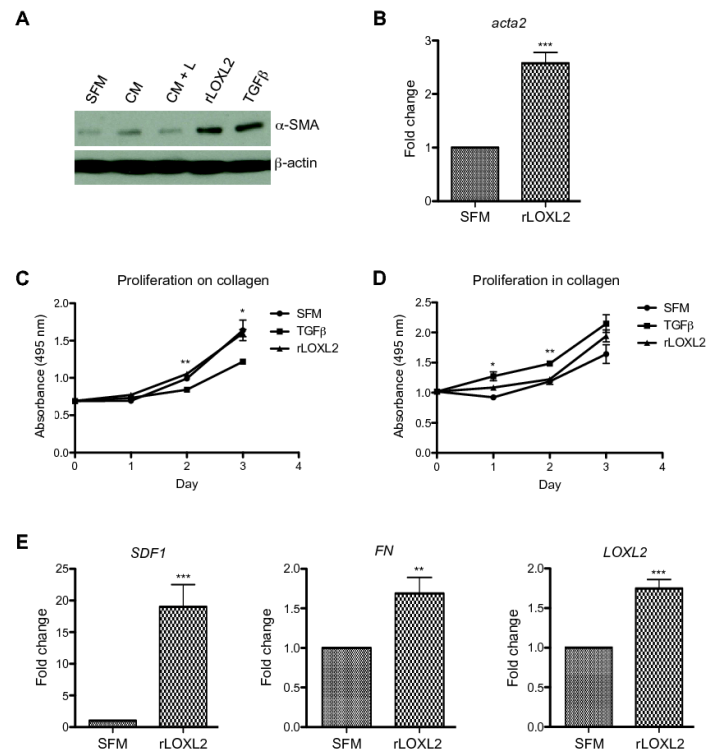 A
SFM
CM
CM + L
rLOXL2
TGFβ
α-SMA
β-actin
B
acta2
Fold change
3
2
1
0
***
SFM
rLOXL2
C
Proliferation on collagen
Absorbance (495 nm)
2.0
1.5
1.0
0.5
0.0
**
*
SFM
TGFβ
rLOXL2
0 1 2 3 4
Day
D
Proliferation in collagen
Absorbance (495 nm)
2.5
2.0
1.5
1.0
0.5
0.0
*
**
SFM
TGFβ
rLOXL2
0 1 2 3 4
Day
E
SDF1
Fold change
25
20
15
10
5
0
***
SFM
rLOXL2
FN
Fold change
2.0
1.5
1.0
0.5
0.0
**
SFM
rLOXL2
LOXL2
Fold change
2.0
1.5
1.0
0.5
0.0
***
SFM
rLOXL2